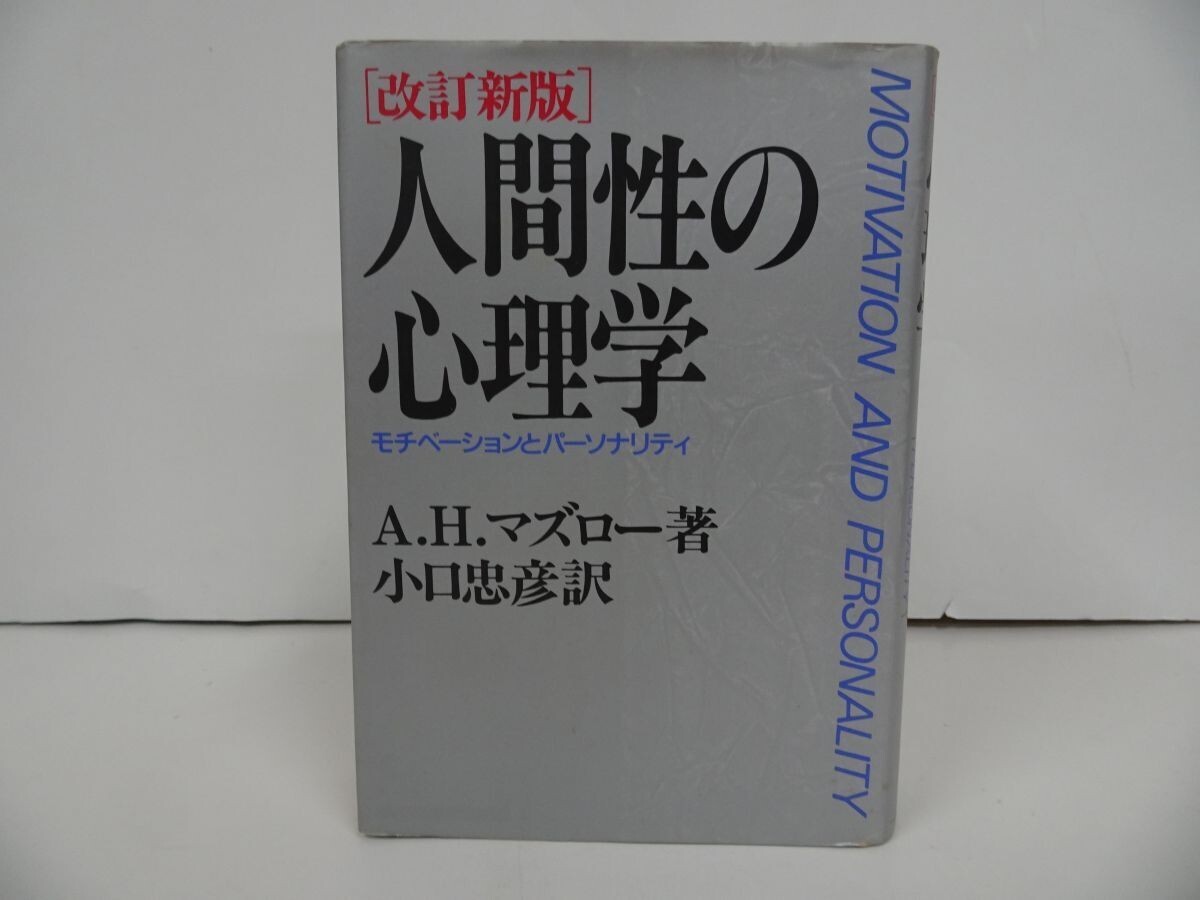 [改訂新版]
人間性の
心理学
モチベーションとパーソナリティ
A.H.マズロー著
小口忠彦訳
MOTIVATION AND PERSONALITY